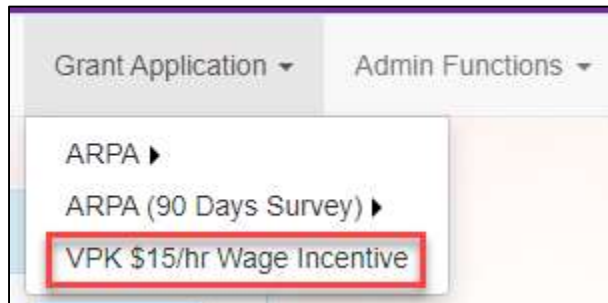 Grant Application Admin Functions
ARPA
ARPA (90 Days Survey)
VPK $15/hr Wage Incentive